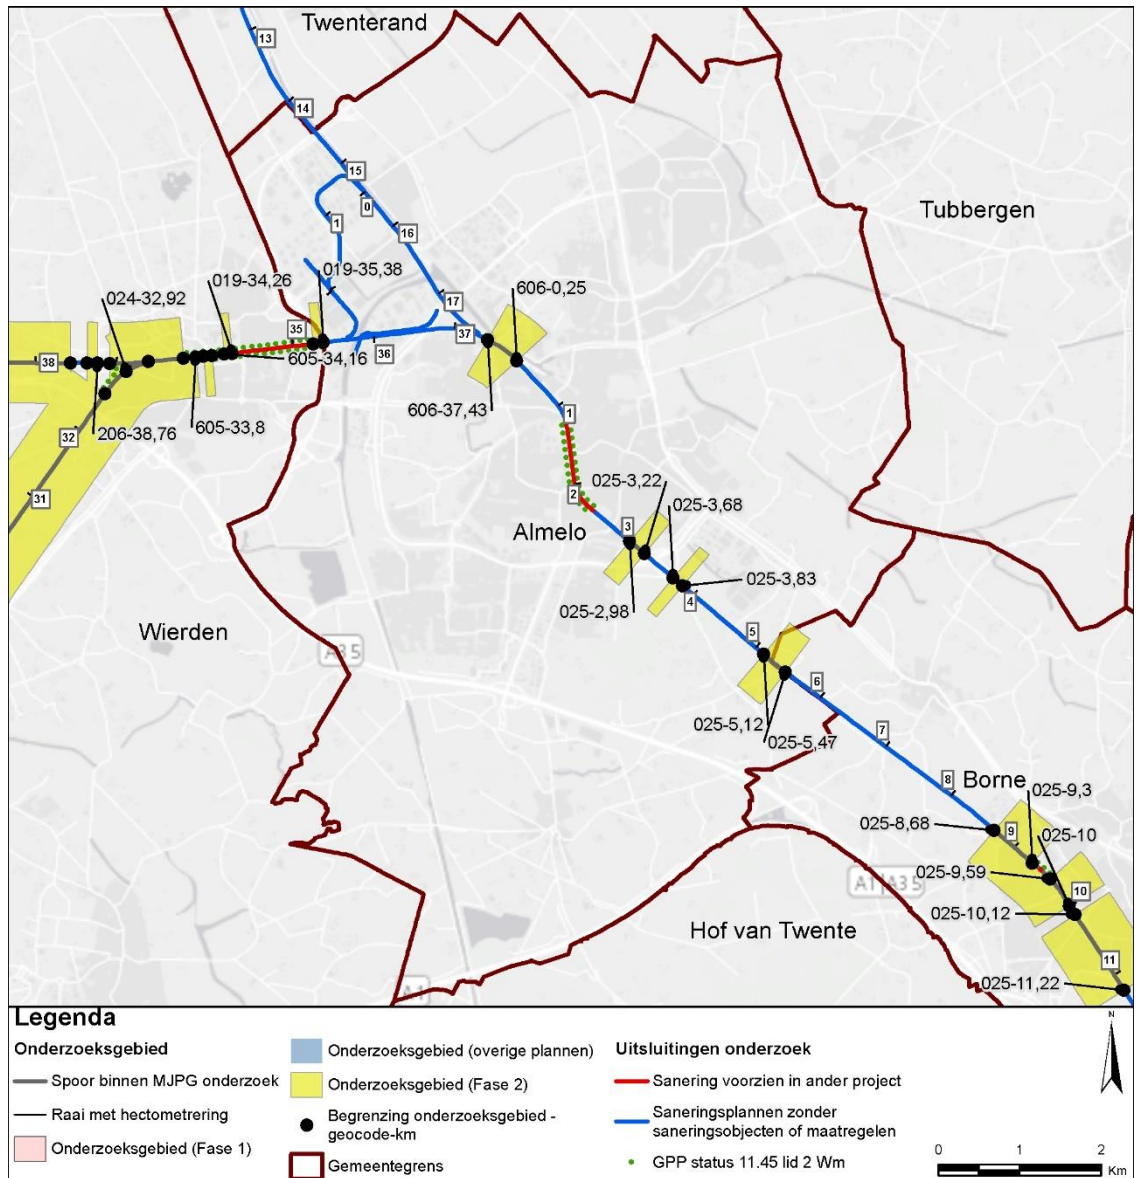 Twenterand
13
14
15
0
1
16
Tubbergen
019-35,38
019-34,26
024-32,92
606-0,25
17
35
37
36
38
605-34,16
606-37,43
32
206-38,76
605-33,8
1
31
2
025-3,22
025-3,68
3
Almelo
025-3,83
4
025-2,98
Wierden
A35
5
6
025-5,12
025-5,47
7
8
Borne
025-9,3
025-8,68
9
025-10
025-9,59
A1|A35
10
025-10,12
Hof van Twente
11
025-11,22
A1
Legenda
Onderzoeksgebied
Spoor binnen MJPG onderzoek
Raai met hectometrering
Onderzoeksgebied (Fase 1)
Onderzoeksgebied (overige plannen)
Onderzoeksgebied (Fase 2)
Begrenzing onderzoeksgebied -
geocode-km
Gemeentegrens
Uitsluitingen onderzoek
Sanering voorzien in ander project
Saneringsplannen zonder
saneringsobjecten of maatregelen
GPP status 11.45 lid 2 Wm
N
0 1 2
Km